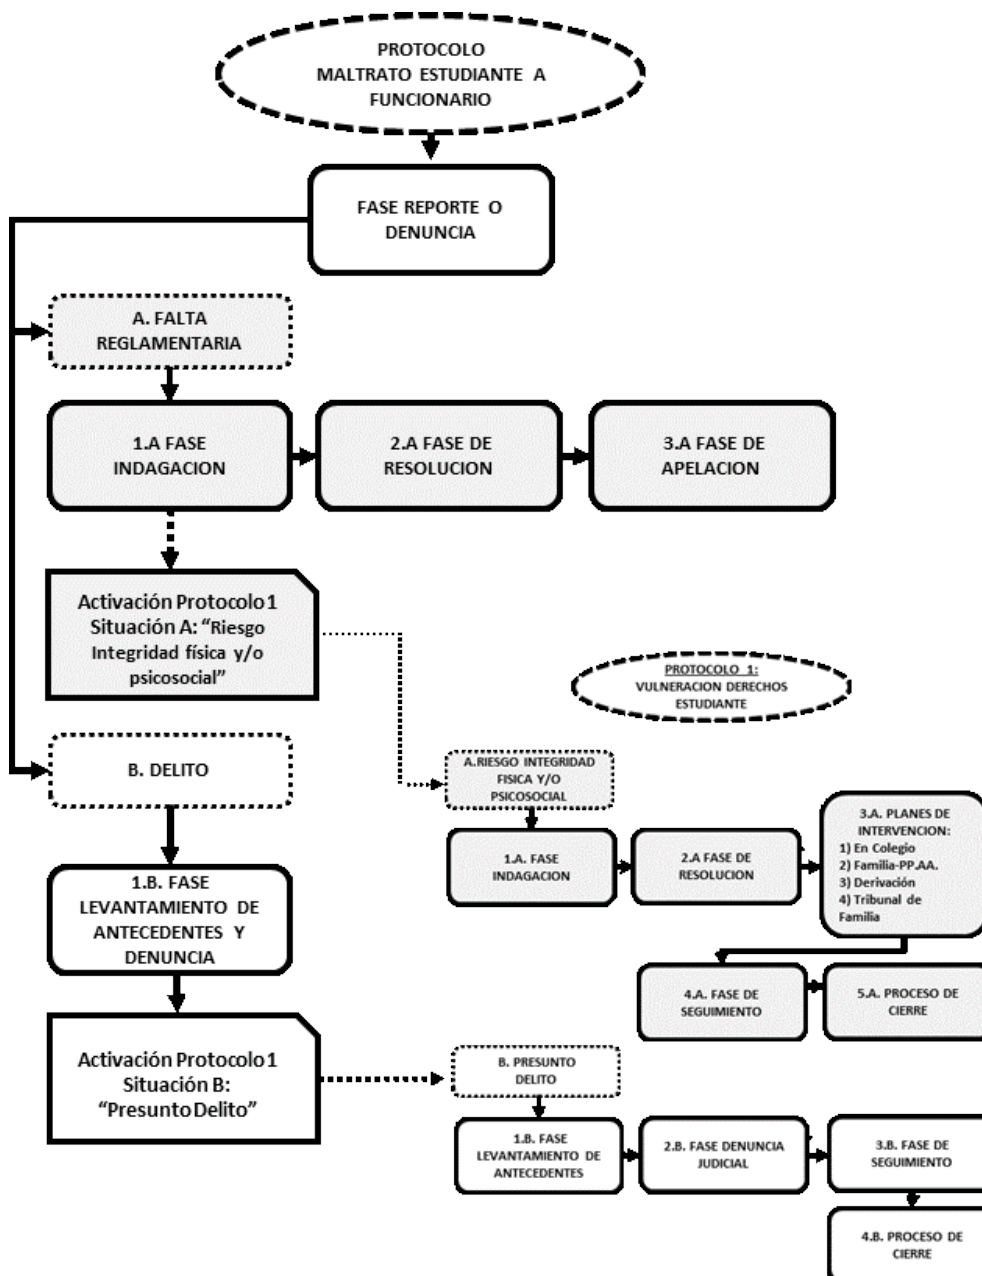 PROTOCOLO
MALTRATO ESTUDIANTE A
FUNCIONARIO
FASE REPORTE O
DENUNCIA
A. FALTA
REGLAMENTARIA
1.A FASE
INDAGACION
2.A FASE DE
RESOLUCION
3.A FASE DE
APELACION
Activación Protocolo 1
Situación A: “Riesgo
Integridad física y/o
psicosocial”
PROTOCOLO 1:
VULNERACION DERECHOS
ESTUDIANTE
B. DELITO
A.RIESGO INTEGRIDAD
FISICA Y/O
PSICOSOCIAL
1.A. FASE
INDAGACION
2.A FASE DE
RESOLUCION
3.A. PLANES DE
INTERVENCION:
1) En Colegio
2) Familia-PP.AA.
3) Derivación
4) Tribunal de
Familia
1.B. FASE
LEVANTAMIENTO DE
ANTECEDENTES Y
DENUNCIA
4.A. FASE DE
SEGUIMIENTO
5.A. PROCESO DE
CIERRE
Activación Protocolo 1
Situación B:
“Presunto Delito”
B. PRESUNTO
DELITO
1.B. FASE
LEVANTAMIENTO DE
ANTECEDENTES
2.B. FASE DENUNCIA
JUDICIAL
3.B. FASE DE
SEGUIMIENTO
4.B. PROCESO DE
CIERRE